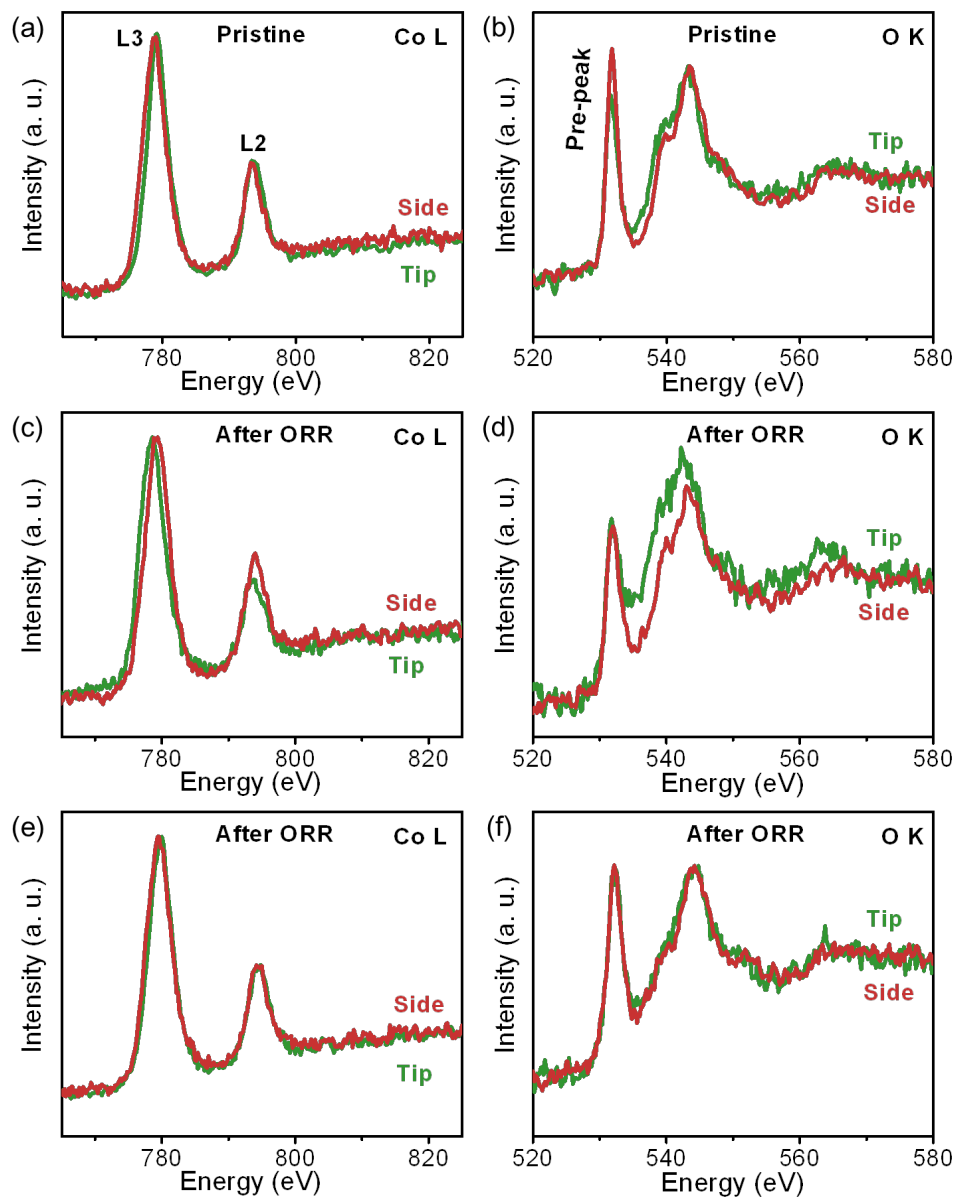 (a)
L3
Pristine
Co L
L2
Side
Tip
Intensity (a. u.)
780
800
820
Energy (eV)
(b)
Pristine
O K
Pre-peak
Tip
Side
Intensity (a. u.)
520
540
560
580
Energy (eV)
(c)
After ORR
Co L
Side
Tip
Intensity (a. u.)
780
800
820
Energy (eV)
(d)
After ORR
O K
Tip
Side
Intensity (a. u.)
520
540
560
580
Energy (eV)
(e)
After ORR
Co L
Side
Tip
Intensity (a. u.)
780
800
820
Energy (eV)
(f)
After ORR
O K
Tip
Side
Intensity (a. u.)
520
540
560
580
Energy (eV)